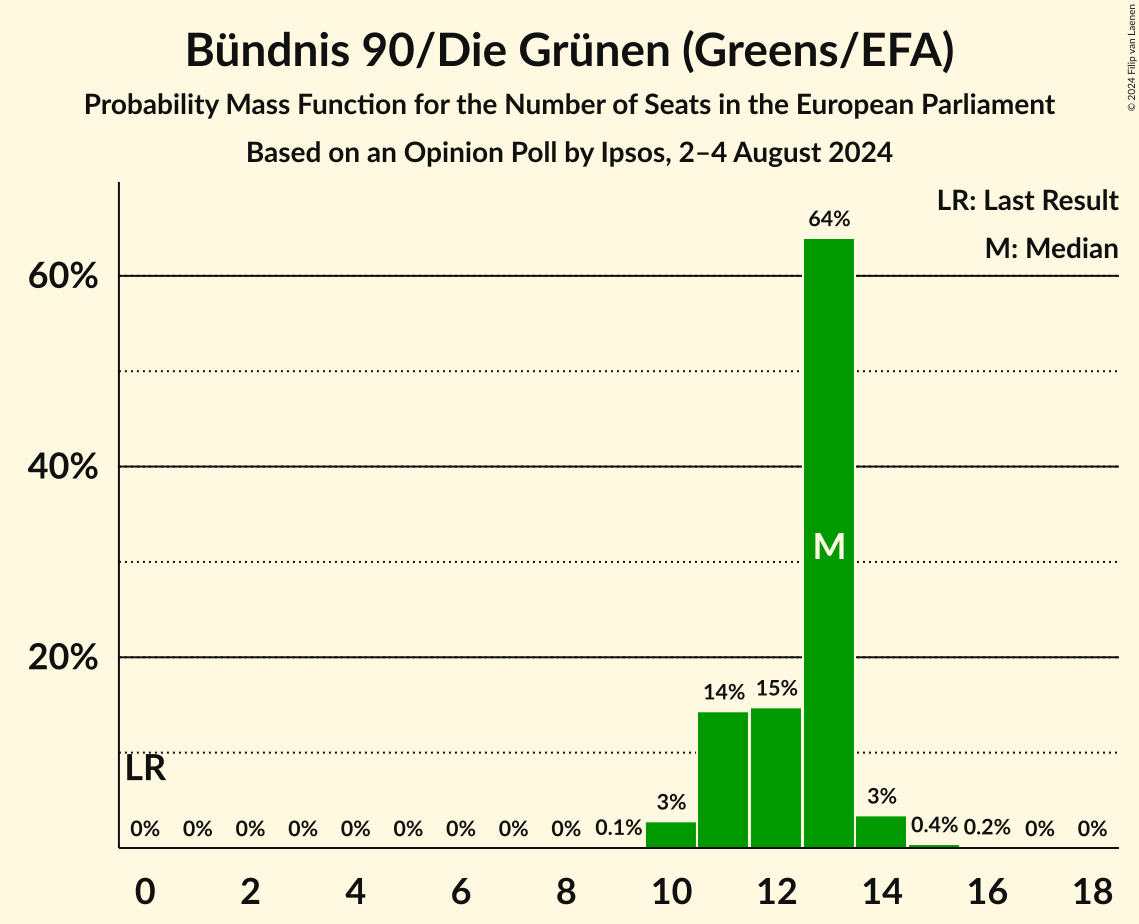 Bündnis 90/Die Grünen (Greens/EFA)
Probability Mass Function for the Number of Seats in the European Parliament
Based on an Opinion Poll by Ipsos, 2–4 August 2024
© 2024 Filip van Laenen
LR: Last Result
M: Median
60%
40%
20%
64%
M
14% 15%
LR
3% 3%
0% 0% 0% 0% 0% 0% 0% 0% 0% 0.1% 0.4% 0.2% 0% 0%
0 2 4 6 8 10 12 14 16 18